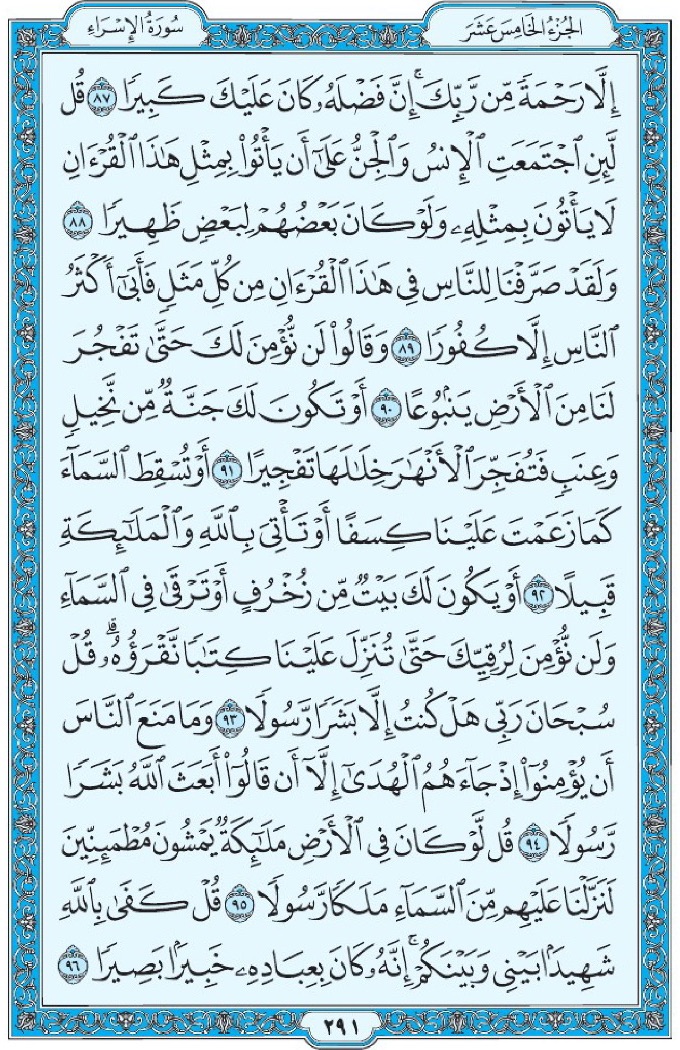 الجزء الخامس عشر
سورة الإسراء
إِلَّا رَحْمَةً مِّن رَّبِّكَ ۚ إِنَّ فَضْلَهُۥ كَانَ عَلَيْكَ كَبِيرًا ٨٧ قُل
لَّئِنِ ٱجْتَمَعَتِ ٱلْإِنسُ وَٱلْجِنُّ عَلَىٰٓ أَن يَأْتُوا۟ بِمِثْلِ هَٰذَا ٱلْقُرْءَانِ
لَا يَأْتُونَ بِمِثْلِهِۦ وَلَوْ كَانَ بَعْضُهُمْ لِبَعْضٍ ظَهِيرًا ٨٨
وَلَقَدْ صَرَّفْنَا لِلنَّاسِ فِى هَٰذَا ٱلْقُرْءَانِ مِن كُلِّ مَثَلٍ فَأَبَىٰٓ أَكْثَرُ
ٱلنَّاسِ إِلَّا كُفُورًا ٨٩ وَقَالُوا۟ لَن نُّؤْمِنَ لَكَ حَتَّىٰ تَفْجُرَ
لَنَا مِنَ ٱلْأَرْضِ يَنۢبُوعًا ٩٠ أَوْ تَكُونَ لَكَ جَنَّةٌ مِّن نَّخِيلٍ
وَعِنَبٍ فَتُفَجِّرَ ٱلْأَنْهَٰرَ خِلَٰلَهَا تَفْجِيرًا ٩١ أَوْ تُسْقِطَ ٱلسَّمَآءَ
كَمَا زَعَمْتَ عَلَيْنَا كِسَفًا أَوْ تَأْتِىَ بِٱللَّهِ وَٱلْمَلَٰٓئِكَةِ
قَبِيلًا ٩٢ أَوْ يَكُونَ لَكَ بَيْتٌ مِّن زُخْرُفٍ أَوْ تَرْقَىٰ فِى ٱلسَّمَآءِ
وَلَن نُّؤْمِنَ لِرُقِيِّكَ حَتَّىٰ تُنَزِّلَ عَلَيْنَا كِتَٰبًا نَّقْرَؤُهُۥ ۗ قُلْ
سُبْحَانَ رَبِّى هَلْ كُنتُ إِلَّا بَشَرًا رَّسُولًا ٩٣ وَمَا مَنَعَ ٱلنَّاسَ
أَن يُؤْمِنُوٓا۟ إِذْ جَآءَهُمُ ٱلْهُدَىٰٓ إِلَّآ أَن قَالُوٓا۟ أَبَعَثَ ٱللَّهُ بَشَرًا
رَّسُولًا ٩٤ قُل لَّوْ كَانَ فِى ٱلْأَرْضِ مَلَٰٓئِكَةٌ يَمْشُونَ مُطْمَئِنِّينَ
لَنَزَّلْنَا عَلَيْهِم مِّنَ ٱلسَّمَآءِ مَلَكًا رَّسُولًا ٩٥ قُلْ كَفَىٰ بِٱللَّهِ
شَهِيدًۢا بَيْنِى وَبَيْنَكُمْ ۚ إِنَّهُۥ كَانَ بِعِبَادِهِۦ خَبِيرًۢا بَصِيرًا ٩٦
٢٩١